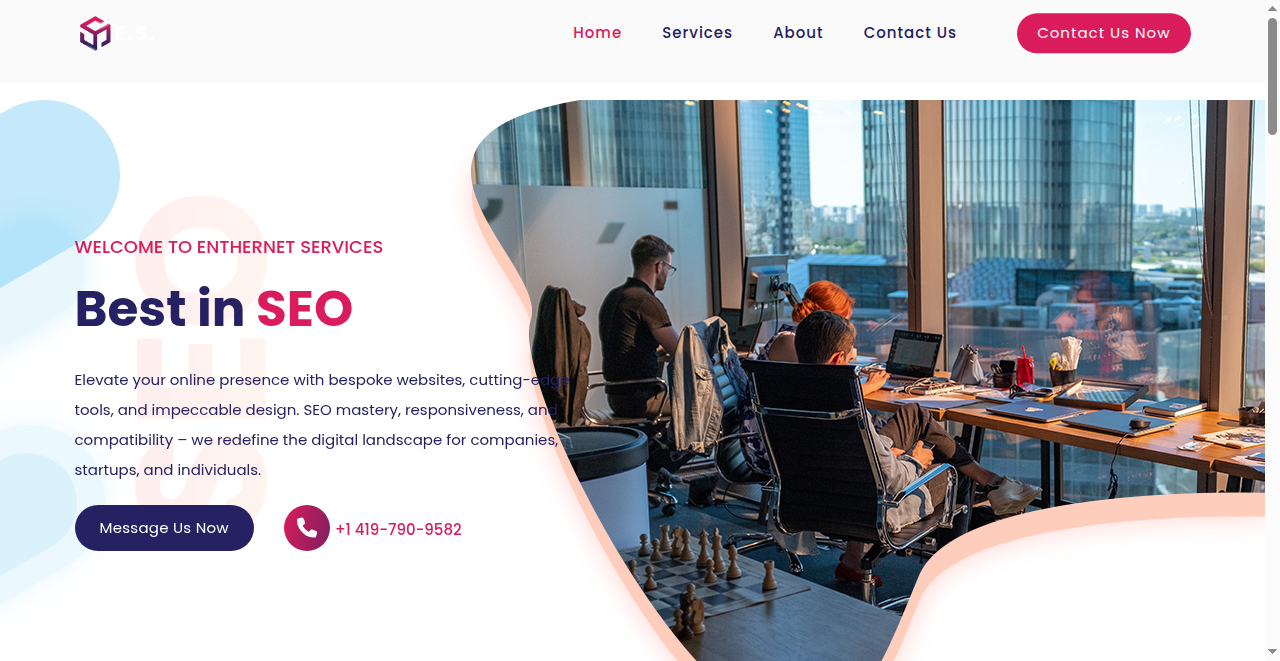 E.S.
Home
Services
About
Contact Us
Contact Us Now
SEO
WELCOME TO ENTHERNET SERVICES
Best in SEO
Elevate your online presence with bespoke websites, cutting-edge
tools, and impeccable design. SEO mastery, responsiveness, and
compatibility – we redefine the digital landscape for companies,
startups, and individuals.
Message Us Now
+1 419-790-9582